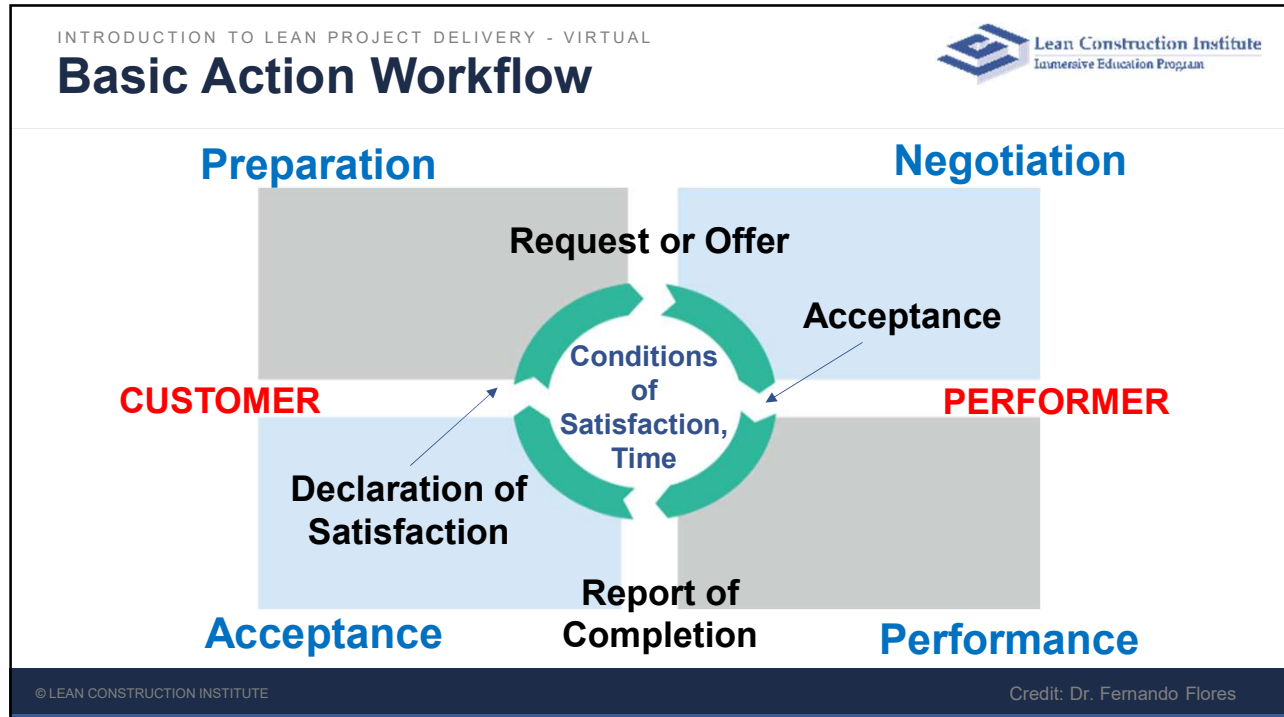 INTRODUCTION TO LEAN PROJECT DELIVERY - VIRTUAL
Basic Action Workflow
Lean Construction Institute
Immersive Education Program
Preparation
Negotiation
Request or Offer
Acceptance
Conditions
of
Satisfaction,
Time
CUSTOMER
PERFORMER
Declaration of
Satisfaction
Report of
Completion
Acceptance
Performance
© LEAN CONSTRUCTION INSTITUTE
Credit: Dr. Fernando Flores